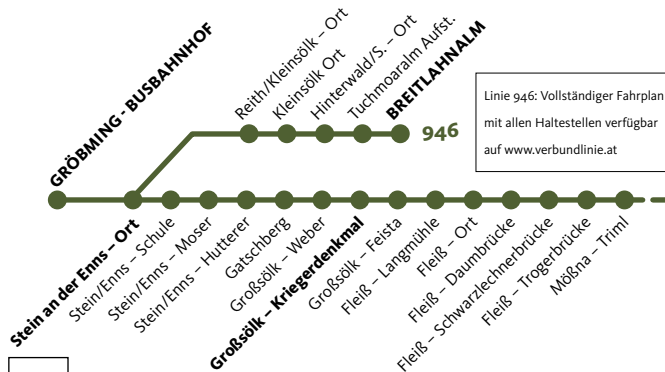 GRÖBMING - BUSBAHNHOF
Reith/Kleinsölk – Ort
Kleinsölk Ort
Hinterwald/S. – Ort
Tuchmoaralm Aufst.
BREITLAHNALM
946
Linie 946: Vollständiger Fahrplan
mit allen Haltestellen verfügbar
auf www.verbundlinie.at
Stein an der Enns – Ort
Stein/Enns – Schule
Stein/Enns – Moser
Stein/Enns – Hutterer
Gatschberg
Großsölk – Weber
Großsölk – Kriegerdenkmal
Großsölk – Feista
Fleiß – Langmühle
Fleiß – Ort
Fleiß – Daumbrücke
Fleiß – Schwarzlechnerbrücke
Fleiß – Trogerbrücke
Mößna – Triml